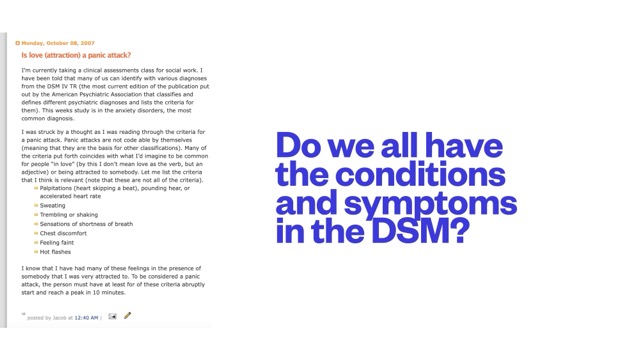 Monday, October 08, 2007
Is love (attraction) a panic attack?
I'm currently taking a clinical assessments class for social work. I
have been told that many of us can identify with various diagnoses
from the DSM IV TR (the most current edition of the publication put
out by the American Psychiatric Association that classifies and
defines different psychiatric diagnoses and lists the criteria for
them). This weeks study is in the anxiety disorders, the most
common diagnosis.
I was struck by a thought as I was reading through the criteria for
a panic attack. Panic attacks are not code able by themselves
(meaning that they are the basis for other classifications). Many of
the criteria put forth coincides with what I'd imagine to be common
for people "in love" (by this I don't mean love as the verb, but an
adjective) or being attracted to somebody. Let me list the criteria
that I think is relevant (note that these are not all of the criteria).
Palpitations (heart skipping a beat), pounding hear, or
accelerated heart rate
Sweating
Trembling or shaking
Sensations of shortness of breath
Chest discomfort
Feeling faint
Hot flashes
I know that I have had many of these feelings in the presence of
somebody that I was very attracted to. To be considered a panic
attack, the person must have at least for of these criteria abruptly
start and reach a peak in 10 minutes.
posted by Jacob at 12:40 AM |
Do we all have
the conditions
and symptoms
in the DSM?